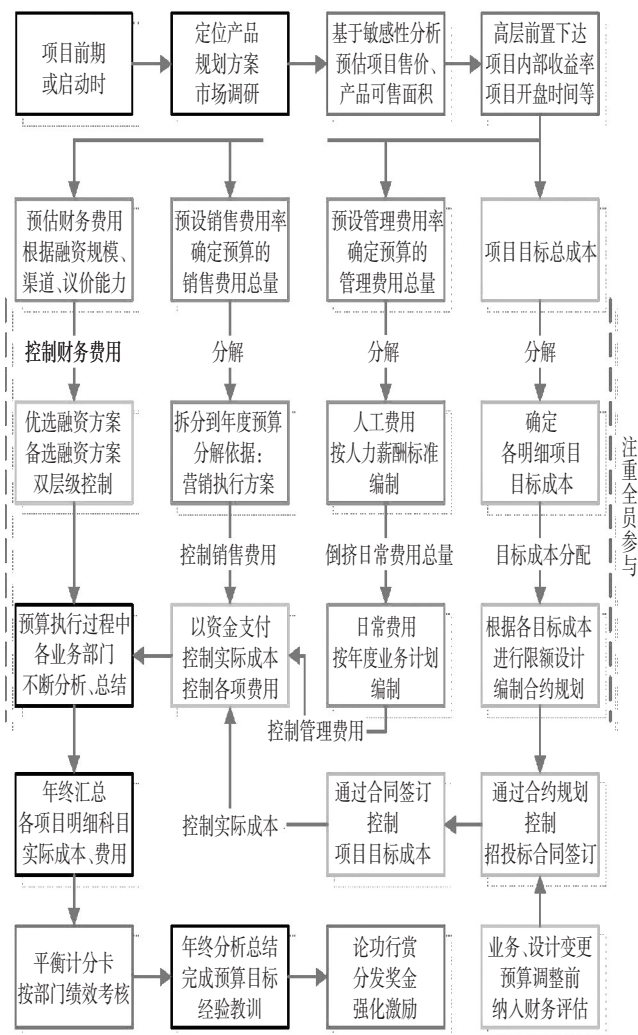 项目前期
或启动时
定位产品
规划方案
市场调研
基于敏感性分析
预估项目售价、
产品可售面积
高层前置下达
项目内部收益率
项目开盘时间等
预估财务费用
根据融资规模、
渠道、议价能力
预设销售费用率
确定预算的
销售费用总量
预设管理费用率
确定预算的
管理费用总量
项目目标总成本
控制财务费用
分解
分解
分解
优选融资方案
备选融资方案
双层级控制
拆分到年度预算
分解依据：
营销执行方案
人工费用
按人力薪酬标准
编制
确定
各明细项目
目标成本
注重全员参与
控制销售费用
倒挤日常费用总量
目标成本分配
预算执行过程中
各业务部门
不断分析、总结
以资金支付
控制实际成本
控制各项费用
日常费用
按年度业务计划
编制
根据各目标成本
进行限额设计
编制合约规划
控制管理费用
年终汇总
各项目明细科目
实际成本、费用
控制实际成本
通过合同签订
控制
项目目标成本
通过合约规划
控制
招投标合同签订
平衡计分卡
按部门绩效考核
年终分析总结
完成预算目标
经验教训
论功行赏
分发奖金
强化激励
业务、设计变更
预算调整前
纳入财务评估